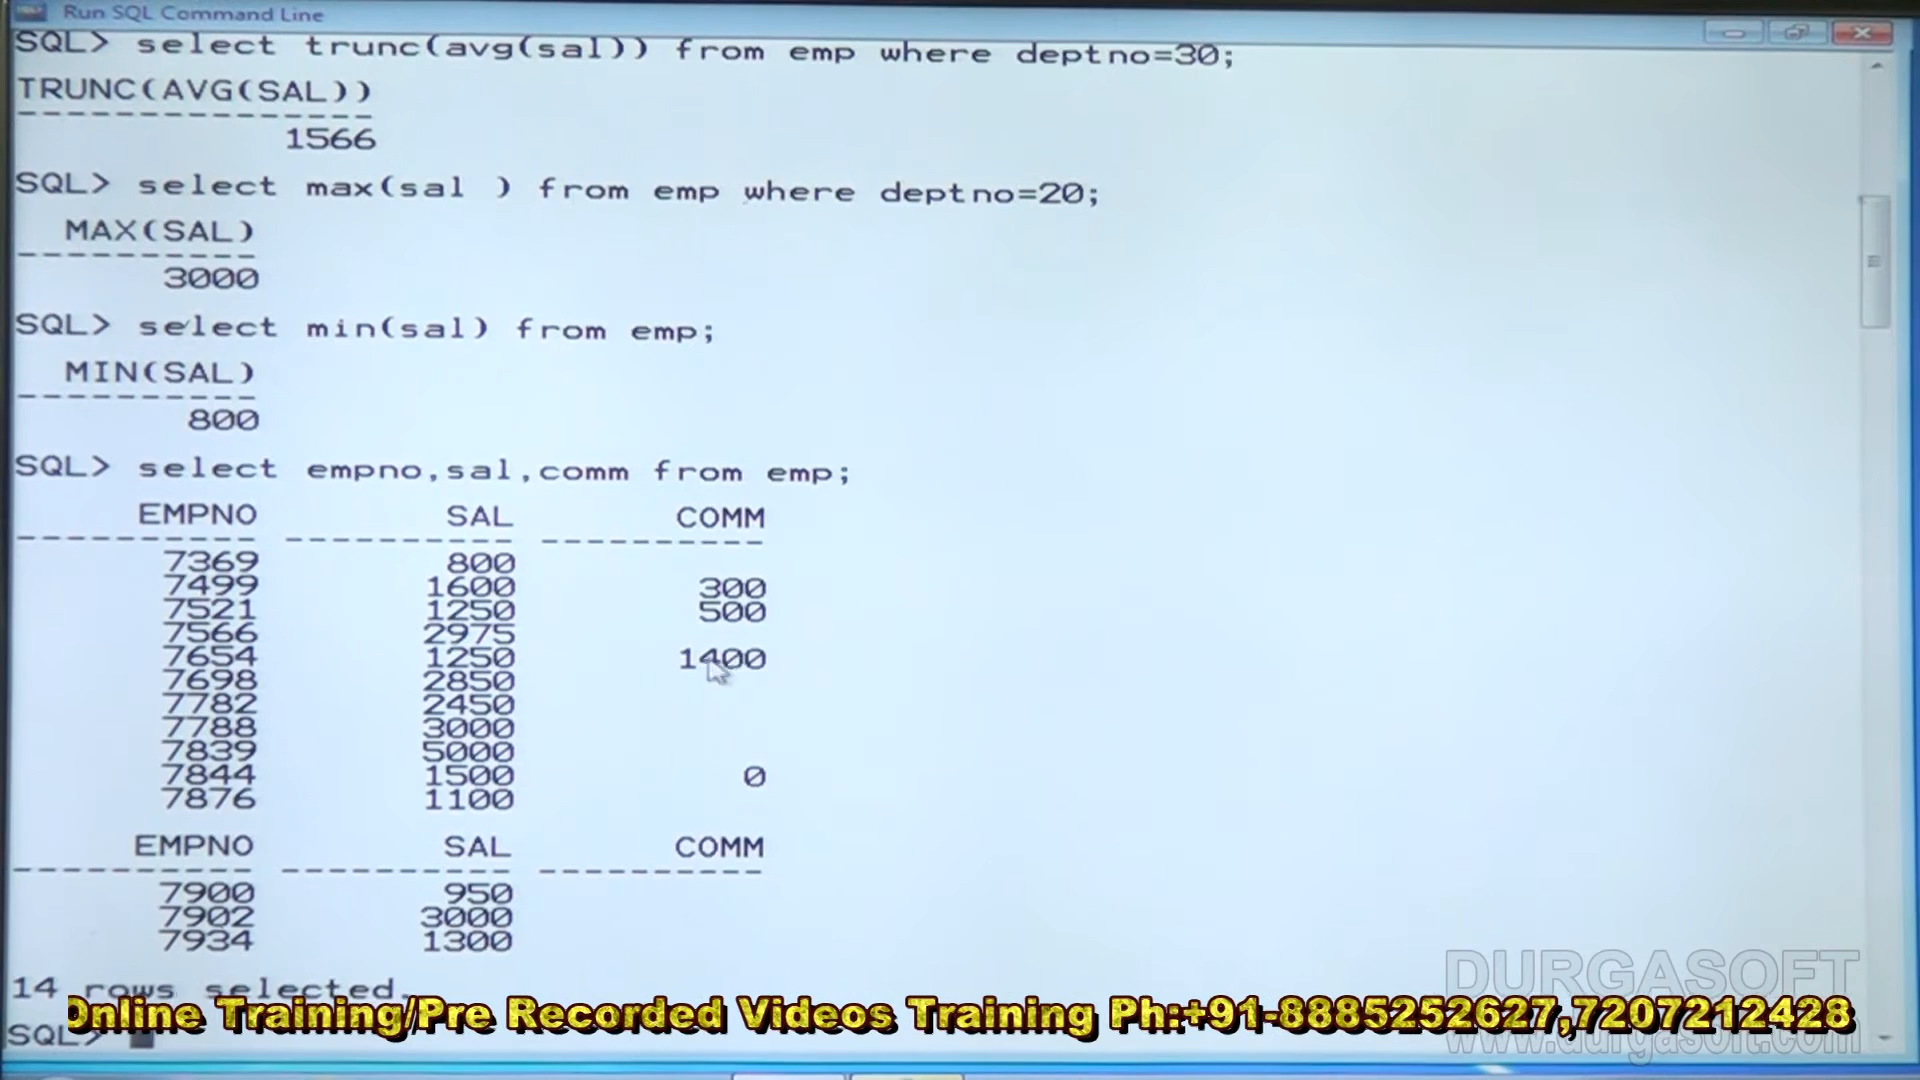 Run SQL Command Line
SQL> select trunc(avg(sal)) from emp where deptno=30;
TRUNC(AVG(SAL))
---------------
1566
SQL> select max(sal ) from emp where deptno=20;
MAX(SAL)
----------
3000
SQL> select min(sal) from emp;
MIN(SAL)
----------
800
SQL> select empno,sal,comm from emp;
EMPNO SAL COMM
---------- ---------- ----------
7369 800
7499 1600 300
7521 1250 500
7566 2975
7654 1250 1400
7698 2850
7782 2450
7788 3000
7839 5000
7844 1500 0
7876 1100
EMPNO SAL COMM
---------- ---------- ----------
7900 950
7902 3000
7934 1300
14 rows selected.
DURGASOFT
Online Training/Pre Recorded Videos Training Ph:+91-8885252627,7207212428
SQL>
www.durgasoft.com